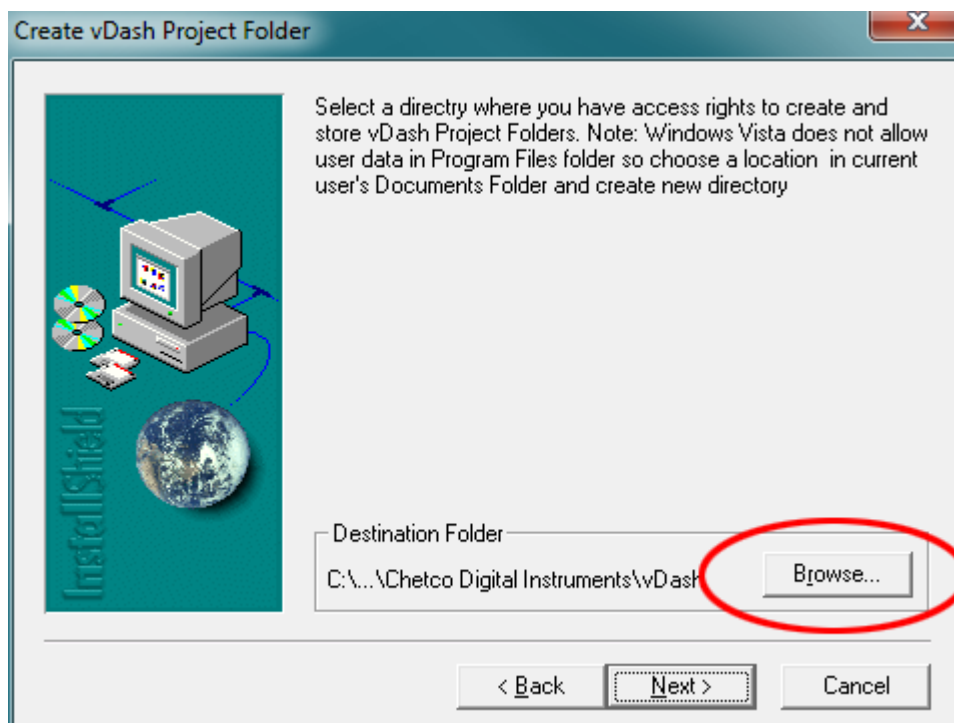 Create vDash Project Folder
Select a directry where you have access rights to create and
store vDash Project Folders. Note: Windows Vista does not allow
user data in Program Files folder so choose a location  in current
user's Documents Folder and create new directory
InstallShield
Destination Folder
C:\...\Chetco Digital Instruments\vDash
Browse...
< Back
Next >
Cancel